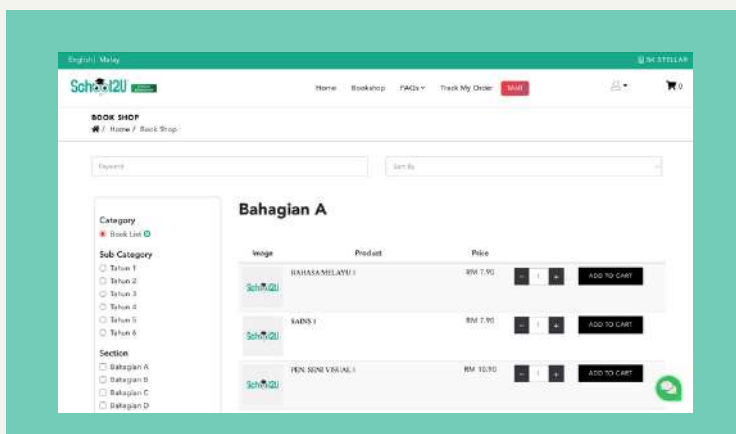 English| Malay
SK STELLAR
School2U
Home Bookshop FAQs Track My Order
0
BOOK SHOP
/ Home / Book Shop
Keyword
Sort By
Category
Book List
Sub Category
Tahun 1
Tahun 2
Tahun 3
Tahun 4
Tahun 5
Tahun 6
Section
Bahagian A
Bahagian B
Bahagian C
Bahagian D
Bahagian A
Image Product Price
School2U
BAHASA MELAYU 1 RM 7.90 - 1 + ADD TO CART
School2U
SAINS 1 RM 7.90 - 1 + ADD TO CART
School2U
PEN. SENI VISUAL 1 RM 10.90 - 1 + ADD TO CART